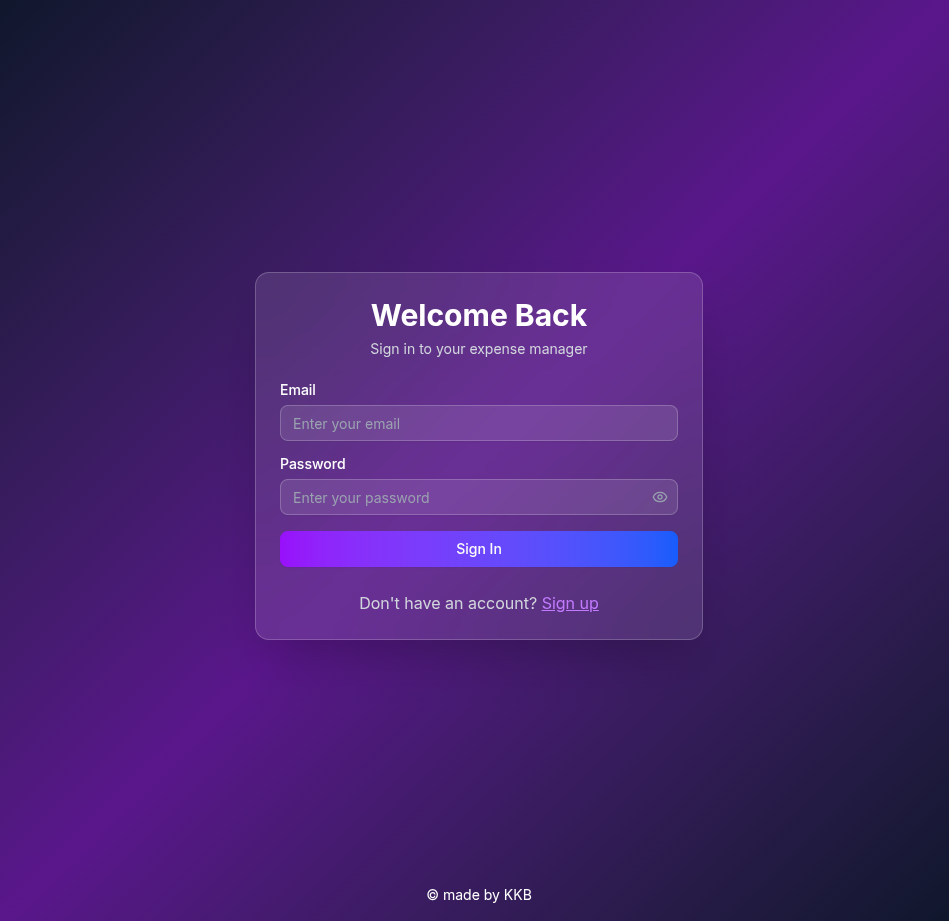 Welcome Back
Sign in to your expense manager
Email
Enter your email
Password
Enter your password
Sign In
Don't have an account? Sign up
© made by KKB